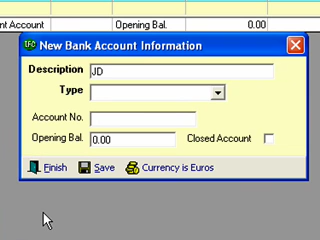 nt Account Opening Bal. 0.00
IFC New Bank Account Information
Description JD
Type
Account No.
Opening Bal. 0.00 Closed Account
Finish Save Currency is Euros